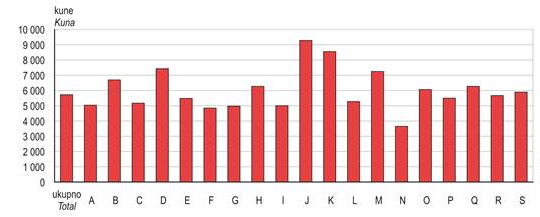 kune
Kuna
10 000
9 000
8 000
7 000
6 000
5 000
4 000
3 000
2 000
1 000
0
ukupno A B C D E F G H I J K L M N O P Q R S
Total